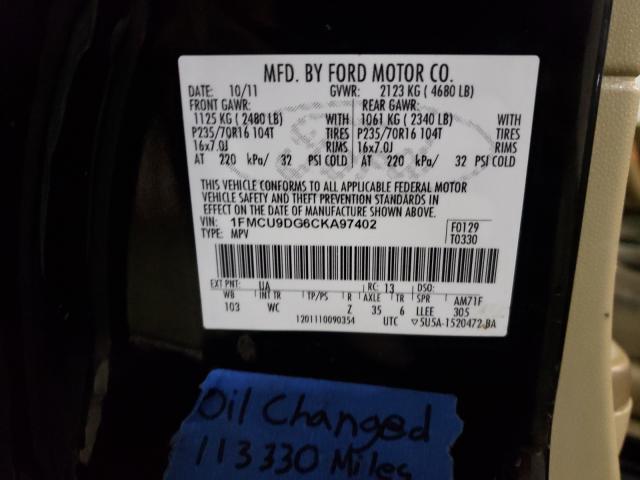 MFD. BY FORD MOTOR CO.
DATE: 10/11 GVWR: 2123 KG ( 4680 LB)
FRONT GAWR: REAR GAWR:
1125 KG ( 2480 LB) WITH 1061 KG ( 2340 LB) WITH
P235/70R16 104T TIRES P235/70R16 104T TIRES
16x7.0J RIMS 16x7.0J RIMS
AT 220 kPa/ 32 PSI COLD AT 220 kPa/ 32 PSI COLD
THIS VEHICLE CONFORMS TO ALL APPLICABLE FEDERAL MOTOR
VEHICLE SAFETY AND THEFT PREVENTION STANDARDS IN
EFFECT ON THE DATE OF MANUFACTURE SHOWN ABOVE.
VIN: 1FMCU9DG6CKA97402 F0129
TYPE: MPV T0330
EXT PNT: UA RC: 13 DSO:
WB INT TR TP/PS R AXLE TR SPR AM71F
103 WC Z 35 6 LLEE 305
1201110090354 UTC ▽5U5A-1520472-BA
Oil Changed
113330 Miles